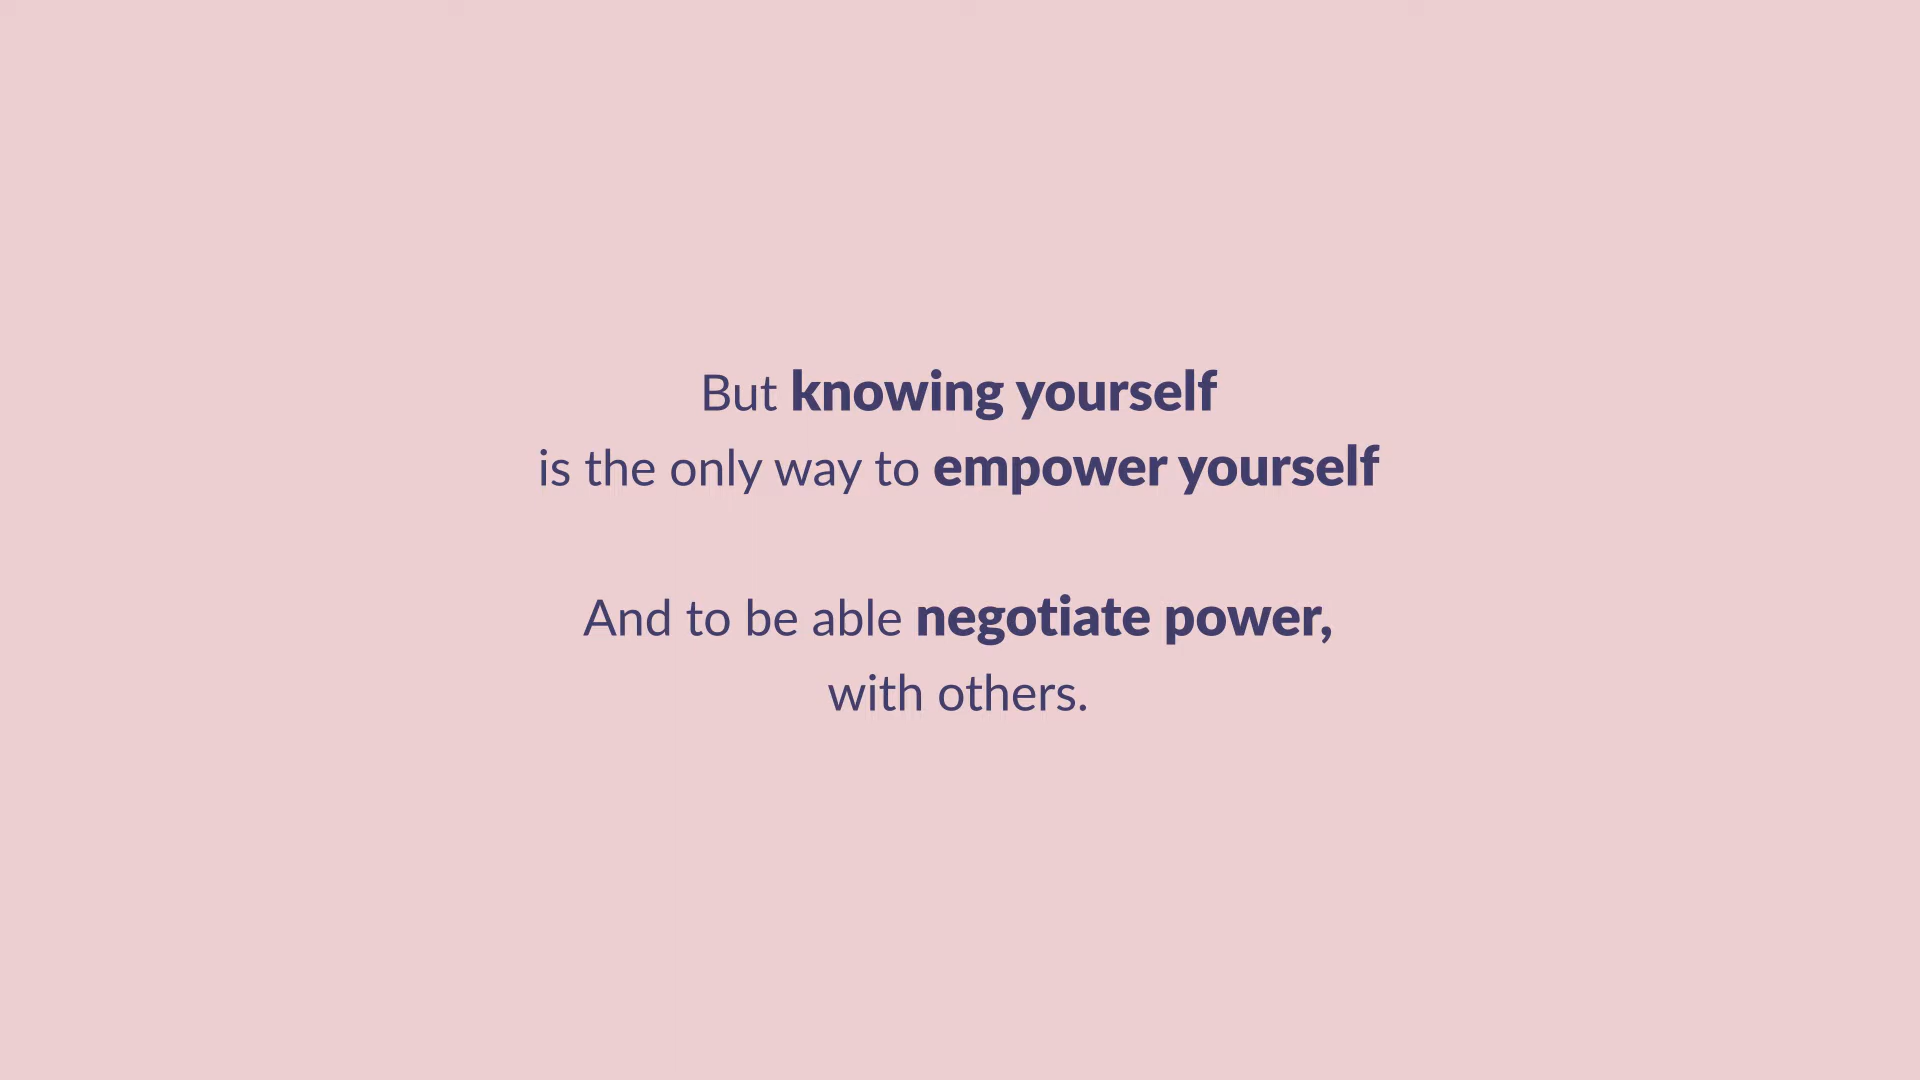 But knowing yourself
is the only way to empower yourself
And to be able negotiate power,
with others.